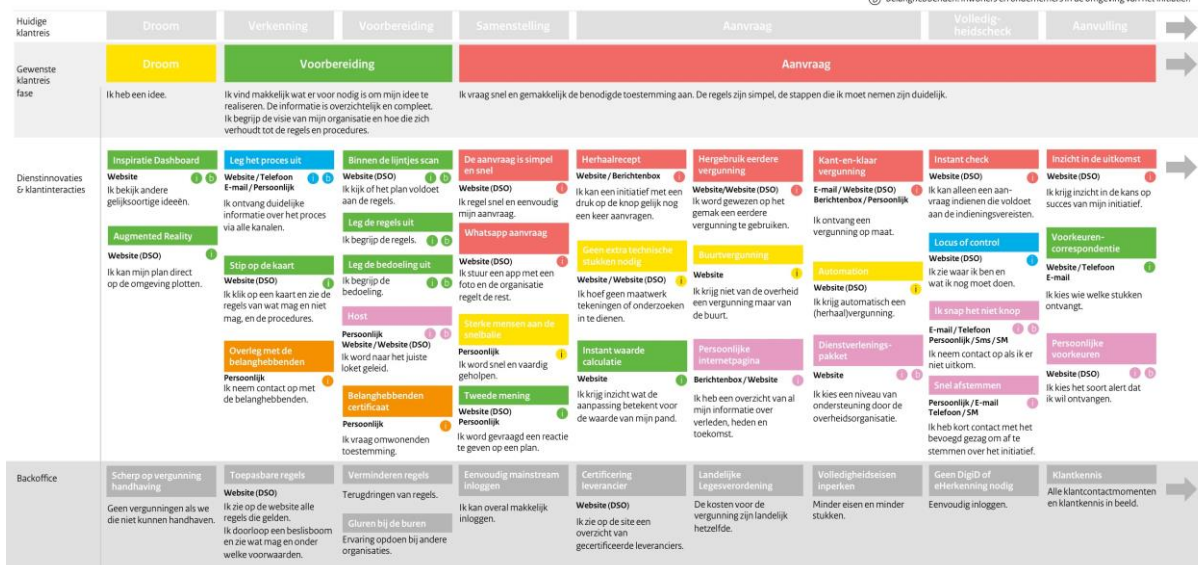 belanghebbenden: inwoners en ondernemers in de omgeving van het initiatief.
Huidige
klantreis
Droom
Verkenning
Voorbereiding
Samenstelling
Aanvraag
Volledig-
heidscheck
Aanvulling
Gewenste
klantreis
fase
Droom
Voorbereiding
Aanvraag
Ik heb een idee.
Ik vind makkelijk wat er voor nodig is om mijn idee te
realiseren. De informatie is overzichtelijk en compleet.
Ik begrijp de visie van mijn organisatie en hoe die zich
verhoudt tot de regels en procedures.
Ik vraag snel en gemakkelijk de benodigde toestemming aan. De regels zijn simpel, de stappen die ik moet nemen zijn duidelijk.
Dienstinnovaties
& klantinteracties
Inspiratie Dashboard
Website i b
Ik bekijk andere
gelijksoortige ideeën.
Augmented Reality
Website (DSO) i
Ik kan mijn plan direct
op de omgeving plotten.
Leg het proces uit
Website / Telefoon i b
E-mail / Persoonlijk
Ik ontvang duidelijke
informatie over het proces
via alle kanalen.
Stip op de kaart
Website (DSO) i b
Ik klik op een kaart en zie de
regels van wat mag en niet
mag, en de procedures.
Overleg met de
belanghebbenden
Persoonlijk i
Ik neem contact op met
de belanghebbenden.
Binnen de lijntjes scan
Website (DSO) i b
Ik kijk of het plan voldoet
aan de regels.
Leg de regels uit
Ik begrijp de regels. i b
Leg de bedoeling uit
Ik begrijp de i b
bedoeling.
Host
Persoonlijk i b
Website / Website (DSO)
Ik word naar het juiste
loket geleid.
Belanghebbenden
certificaat
Persoonlijk i
Ik vraag omwonenden
toestemming.
De aanvraag is simpel
en snel
Website (DSO) i
Ik regel snel en eenvoudig
mijn aanvraag.
Whatsapp aanvraag
Website (DSO) i
Ik stuur een app met een
foto en de organisatie
regelt de rest.
Sterke mensen aan de
snelbalie
Persoonlijk i
Ik word snel en vaardig
geholpen.
Tweede mening
Website (DSO) i
Persoonlijk
Ik word gevraagd een reactie
te geven op een plan.
Herhaalrecept
Website / Berichtenbox i
Ik kan een initiatief met een
druk op de knop gelijk nog
een keer aanvragen.
Geen extra technische
stukken nodig
Website / Website (DSO) i
Ik hoef geen maatwerk
tekeningen of onderzoeken
in te dienen.
Instant waarde
calculatie
Website i
Ik krijg inzicht wat de
aanpassing betekent voor
de waarde van mijn pand.
Hergebruik eerdere
vergunning
Website/Website (DSO) i
Ik word gewezen op het
gemak een eerdere
vergunning te gebruiken.
Buurtvergunning
Website i
Ik krijg niet van de overheid
een vergunning maar van
de buurt.
Persoonlijke
internetpagina
Berichtenbox / Website i
Ik heb een overzicht van al
mijn informatie over
verleden, heden en
toekomst.
Kant-en-klaar
vergunning
E-mail / Website (DSO) i
Berichtenbox / Persoonlijk
Ik ontvang een
vergunning op maat.
Automation
Website (DSO) i
Ik krijg automatisch een
(herhaal)vergunning.
Dienstverlenings-
pakket
Website i b
Ik kies een niveau van
ondersteuning door de
overheidsorganisatie.
Instant check
Website (DSO) i
Ik kan alleen een aan-
vraag indienen die voldoet
aan de indieningsvereisten.
Locus of control
Website (DSO) i
Ik zie waar ik ben en
wat ik nog moet doen.
Ik snap het niet knop
E-mail / Telefoon i b
Persoonlijk / Sms / SM
Ik neem contact op als ik er
niet uitkom.
Snel afstemmen
Persoonlijk / E-mail i
Telefoon / SM
Ik heb kort contact met het
bevoegd gezag om af te
stemmen over het initiatief.
Inzicht in de uitkomst
Website (DSO) i
Ik krijg inzicht in de kans op
succes van mijn initiatief.
Voorkeuren-
correspondentie
Website / Telefoon i
E-mail
Ik kies wie welke stukken
ontvangt.
Persoonlijke
voorkeuren
Website (DSO) i b
Ik kies het soort alert dat
ik wil ontvangen.
Backoffice
Scherp op vergunning
handhaving
Geen vergunningen als we
die niet kunnen handhaven.
Toepasbare regels
Website (DSO)
Ik zie op de website alle
regels die gelden.
Ik doorloop een beslisboom
en zie wat mag en onder
welke voorwaarden.
Verminderen regels
Terugdringen van regels.
Gluren bij de buren
Ervaring opdoen bij andere
organisaties.
Eenvoudig mainstream
inloggen
Ik kan overal makkelijk
inloggen.
Certificering
leverancier
Website (DSO)
Ik zie op de site een
overzicht van
gecertificeerde leveranciers.
Landelijke
Legesverordening
De kosten voor de
vergunning zijn landelijk
hetzelfde.
Volledigheidseisen
inperken
Minder eisen en minder
stukken.
Geen DigiD of
eHerkenning nodig
Eenvoudig inloggen.
Klantkennis
Alle klantcontactmomenten
en klantkennis in beeld.